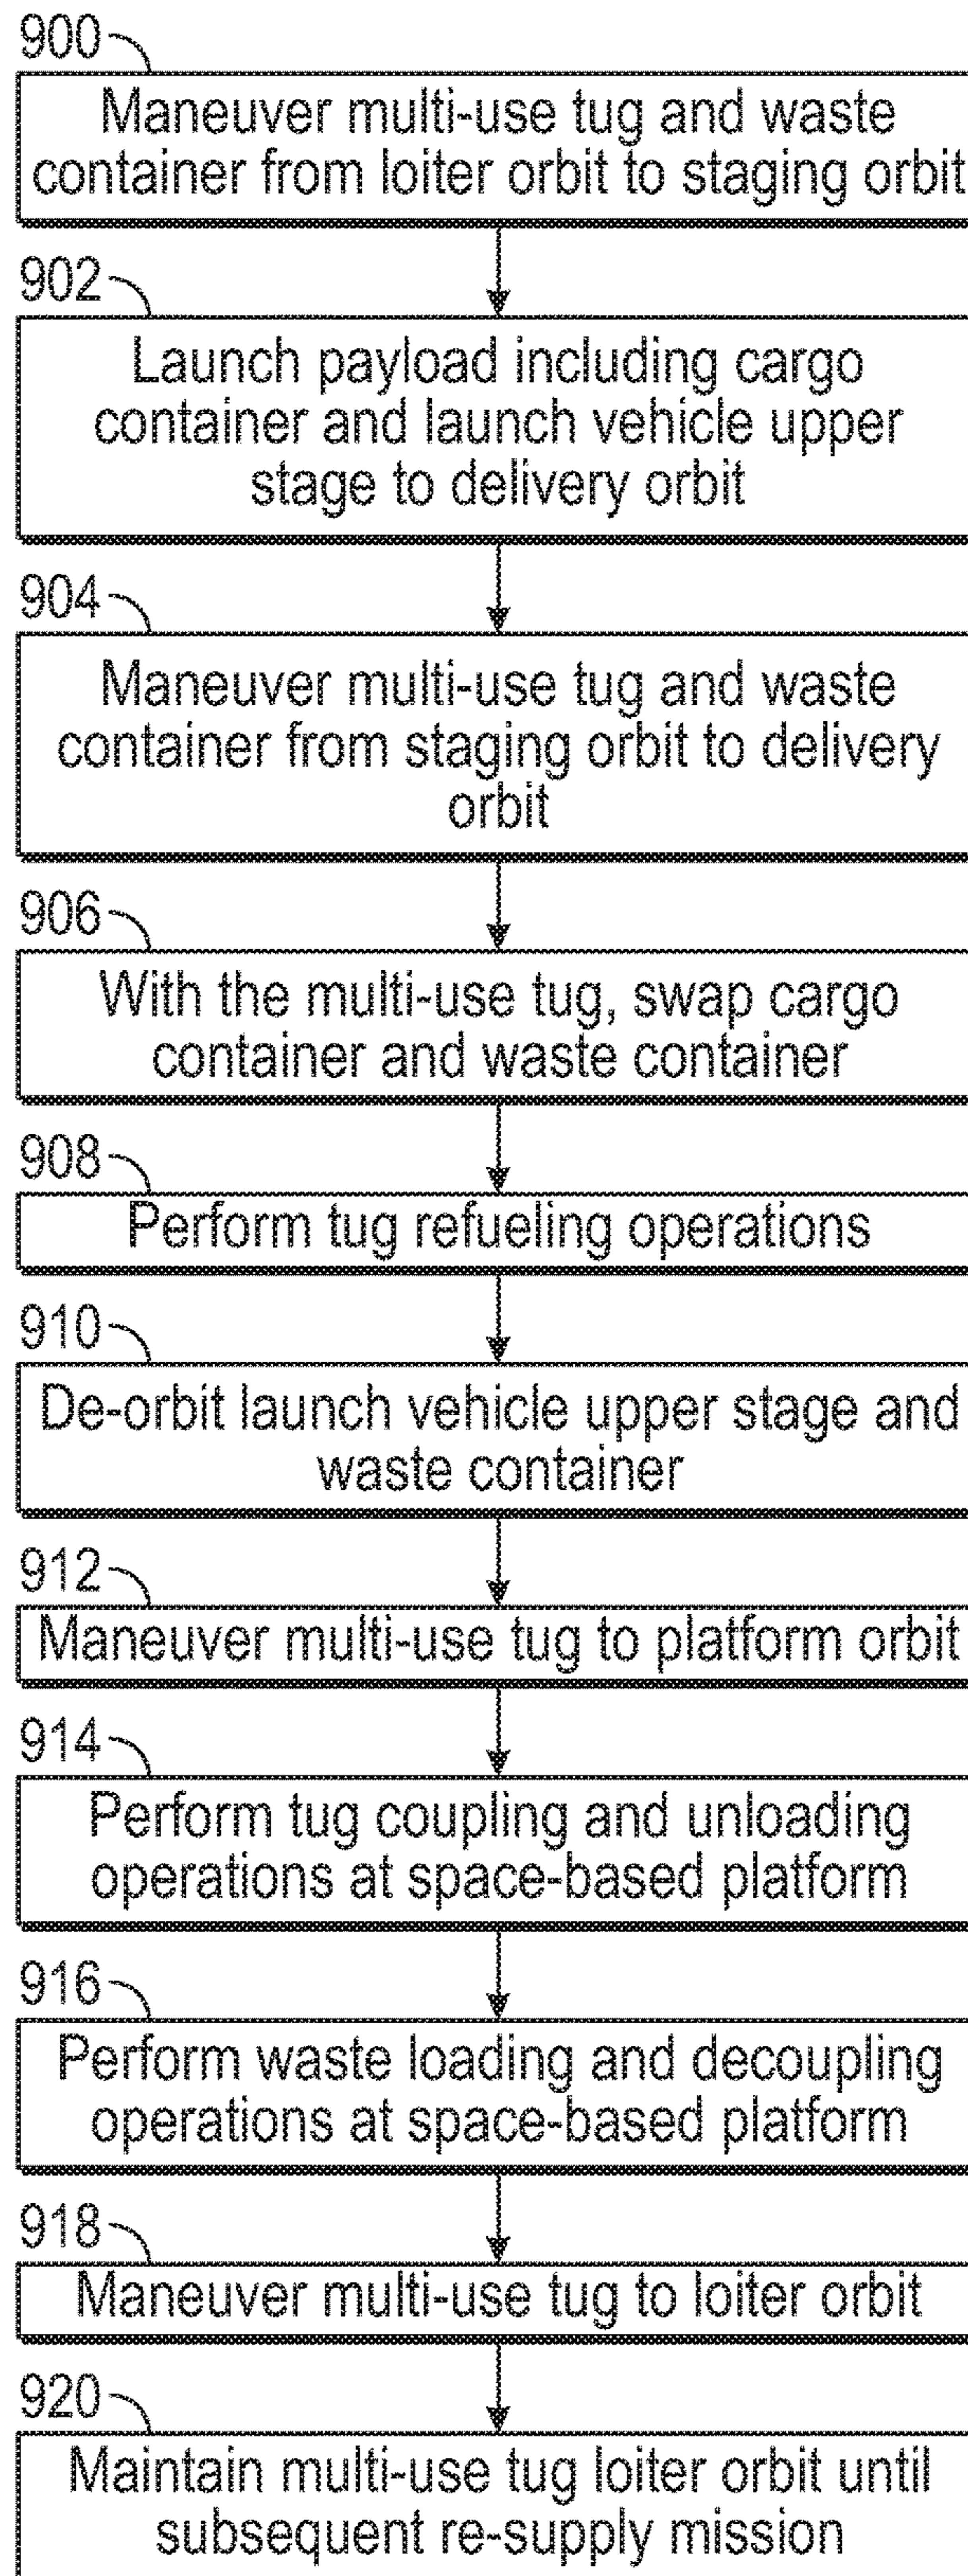 900
Maneuver multi-use tug and waste
container from loiter orbit to staging orbit
902
Launch payload including cargo
container and launch vehicle upper
stage to delivery orbit
904
Maneuver multi-use tug and waste
container from staging orbit to delivery
orbit
906
With the multi-use tug, swap cargo
container and waste container
908
Perform tug refueling operations
910
De-orbit launch vehicle upper stage and
waste container
912
Maneuver multi-use tug to platform orbit
914
Perform tug coupling and unloading
operations at space-based platform
916
Perform waste loading and decoupling
operations at space-based platform
918
Maneuver multi-use tug to loiter orbit
920
Maintain multi-use tug loiter orbit until
subsequent re-supply mission